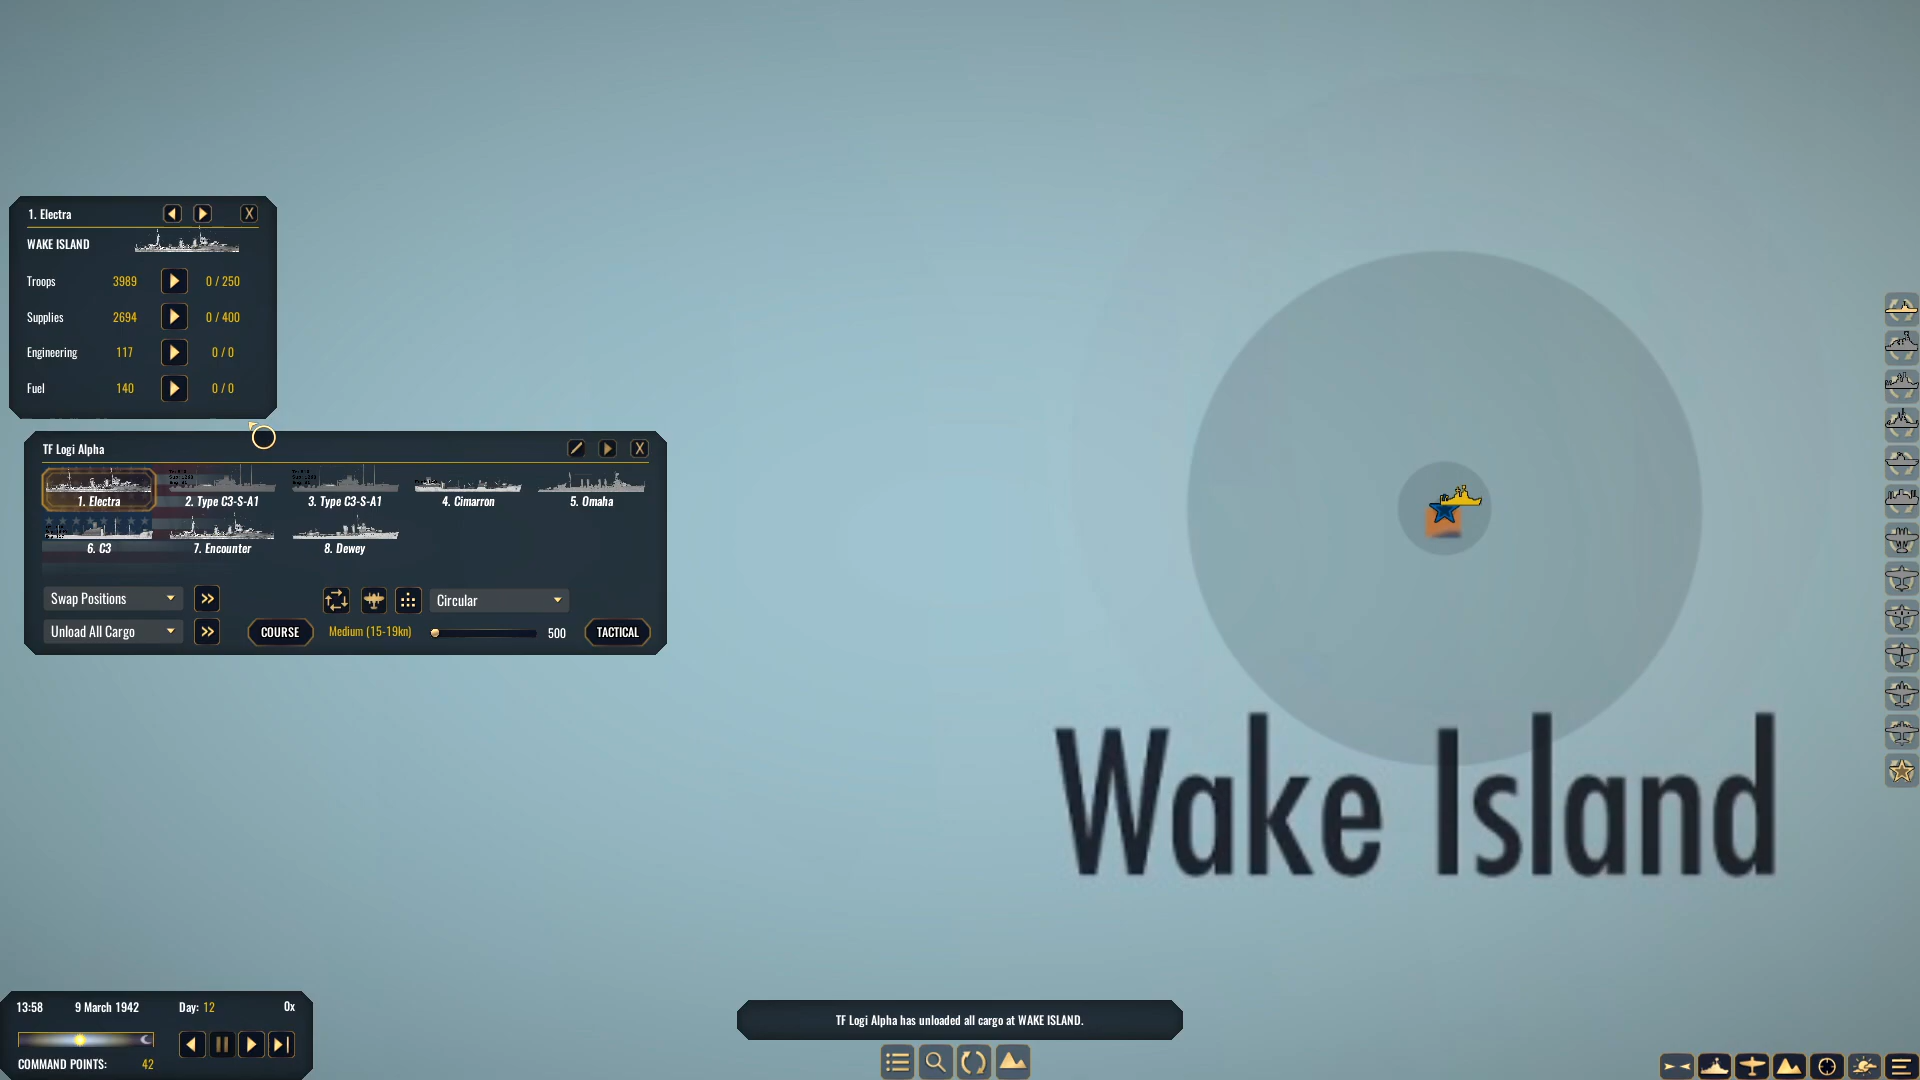 1. Electra
X
WAKE ISLAND
Troops 3989 0 / 250
Supplies 2694 0 / 400
Engineering 117 0 / 0
Fuel 140 0 / 0
TF Logi Alpha
X
1. Electra 2. Type C3-S-A1 3. Type C3-S-A1 4. Cimarron 5. Omaha
6. C3 7. Encounter 8. Dewey
Swap Positions Circular
Unload All Cargo COURSE Medium (15-19kn) 500 TACTICAL
Wake Island
13:58 9 March 1942 Day: 12 0x
COMMAND POINTS: 42
TF Logi Alpha has unloaded all cargo at WAKE ISLAND.